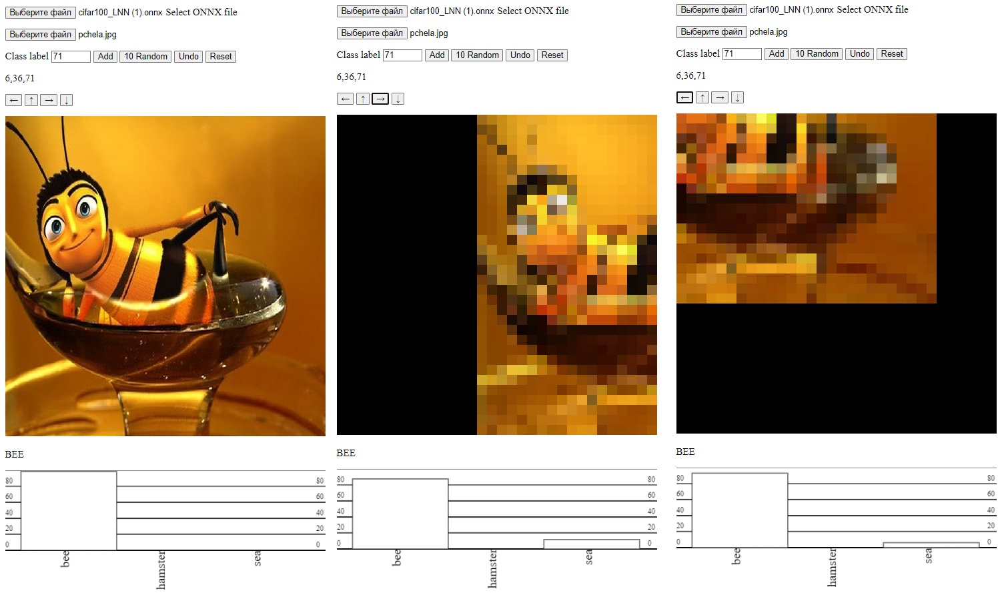 Выберите файл cifar100_LNN (1).onnx Select ONNX file
Выберите файл pchela.jpg
Class label 71 Add 10 Random Undo Reset
6,36,71
← ↑ → ↓
BEE
80 80
60 60
40 40
20 20
0 0
bee hamster sea
Выберите файл cifar100_LNN (1).onnx Select ONNX file
Выберите файл pchela.jpg
Class label 71 Add 10 Random Undo Reset
6,36,71
← ↑ → ↓
BEE
80 80
60 60
40 40
20 20
0 0
bee hamster sea
Выберите файл cifar100_LNN (1).onnx Select ONNX file
Выберите файл pchela.jpg
Class label 71 Add 10 Random Undo Reset
6,36,71
← ↑ → ↓
BEE
80 80
60 60
40 40
20 20
0 0
bee hamster sea